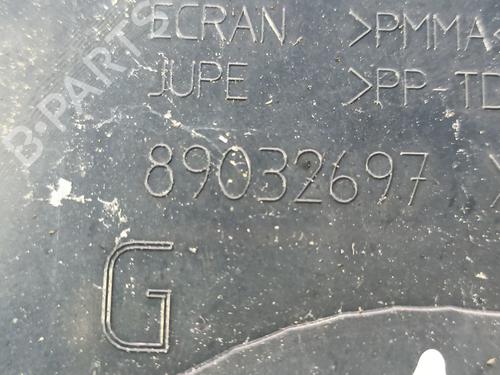 ECRAN >PMMA<
JUPE >PP-TD
89032697 >
G
B-PARTS